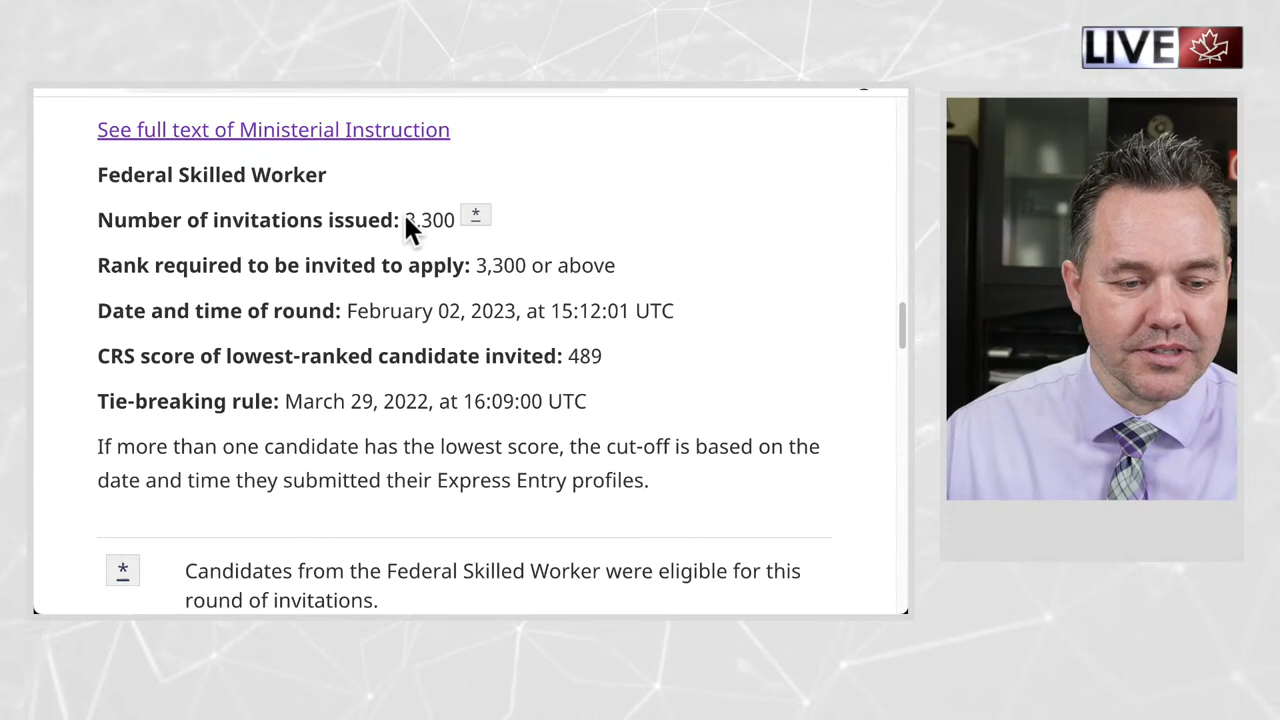 LIVE
See full text of Ministerial Instruction
Federal Skilled Worker
Number of invitations issued: 3,300 *
Rank required to be invited to apply: 3,300 or above
Date and time of round: February 02, 2023, at 15:12:01 UTC
CRS score of lowest-ranked candidate invited: 489
Tie-breaking rule: March 29, 2022, at 16:09:00 UTC
If more than one candidate has the lowest score, the cut-off is based on the
date and time they submitted their Express Entry profiles.
* Candidates from the Federal Skilled Worker were eligible for this
round of invitations.